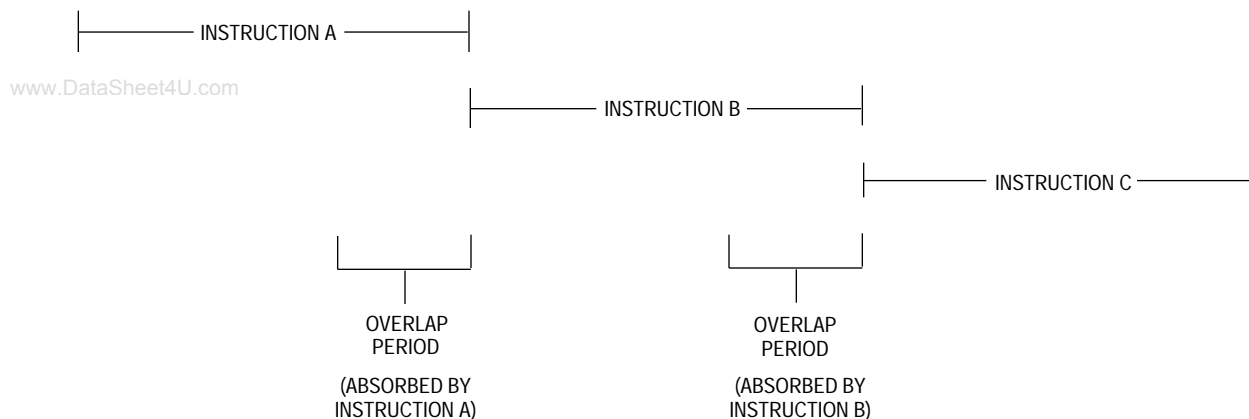 INSTRUCTION A
www.DataSheet4U.com
INSTRUCTION B
INSTRUCTION C
OVERLAP
PERIOD
(ABSORBED BY
INSTRUCTION A)
OVERLAP
PERIOD
(ABSORBED BY
INSTRUCTION B)